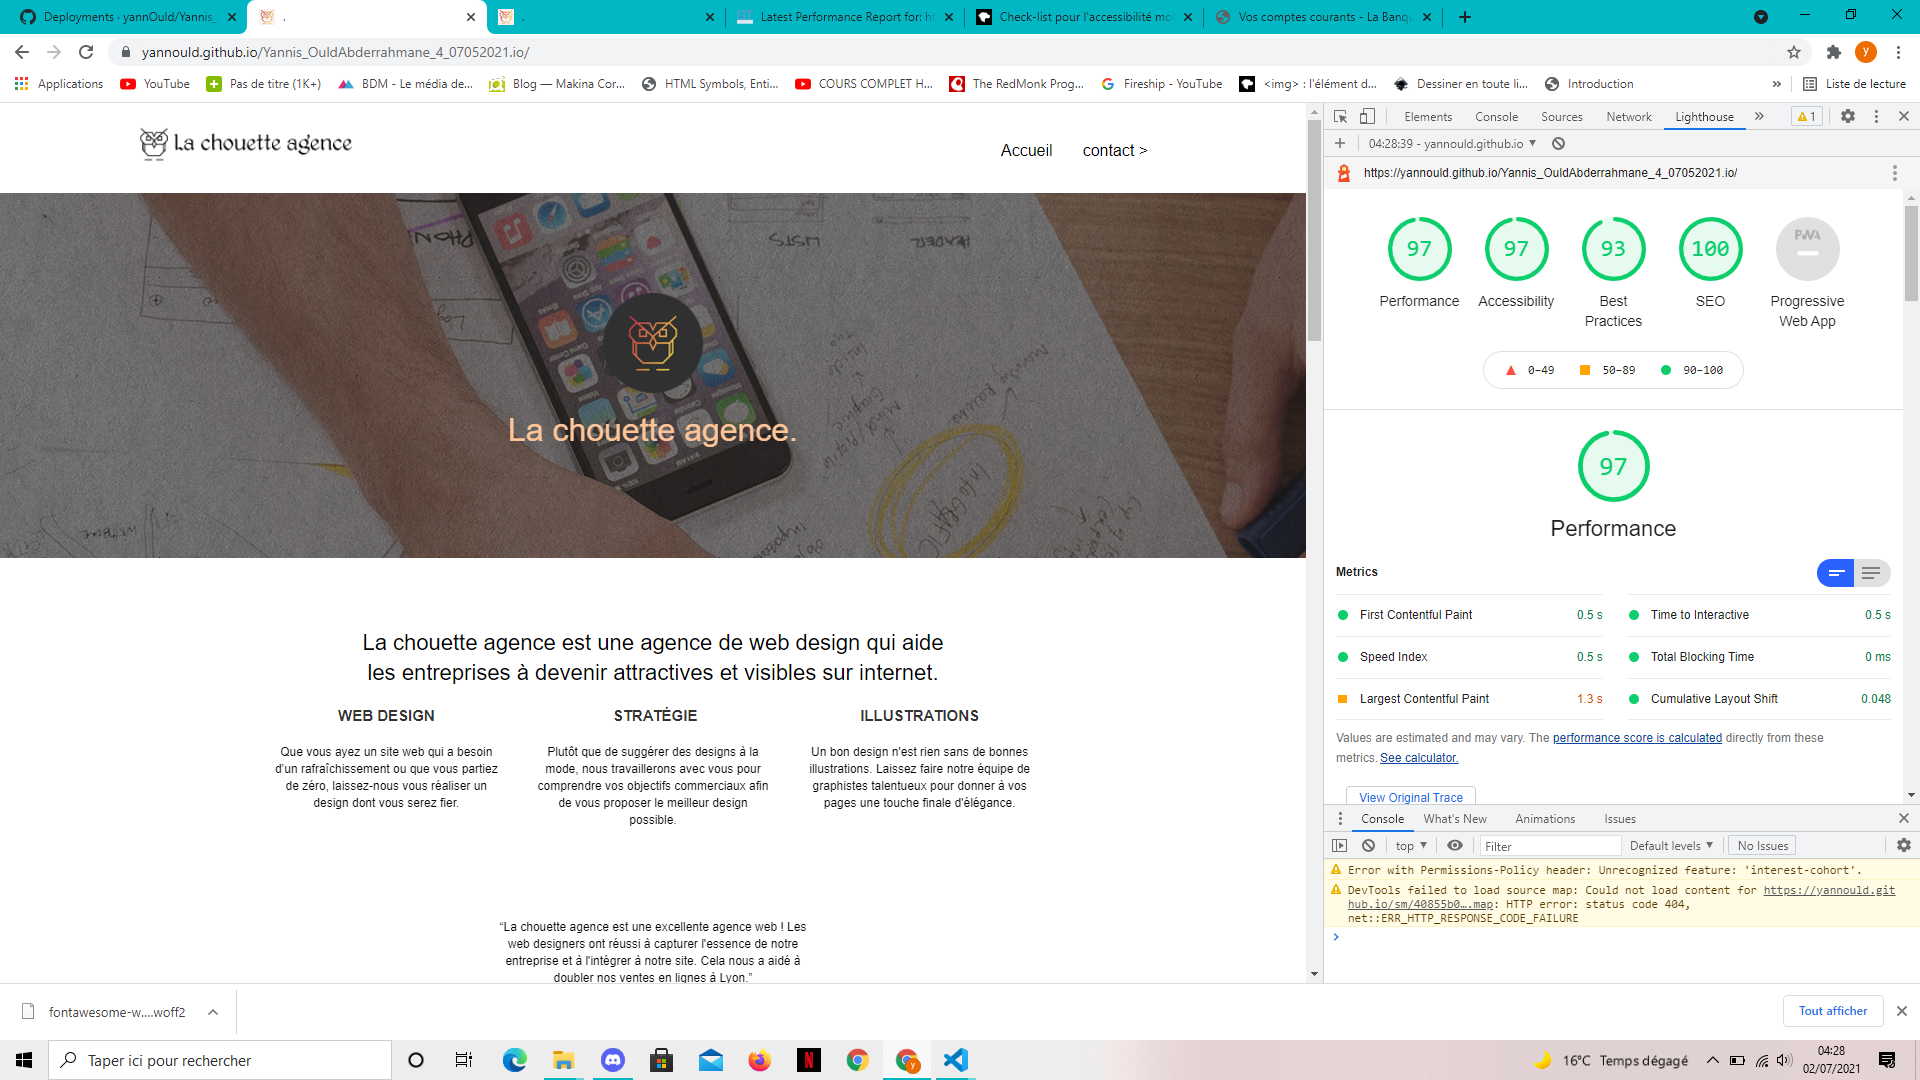 Deployments · yannOuld/Yannis_
.
.
Latest Performance Report for: ht
Check-list pour l'accessibilité mo
Vos comptes courants - La Banqu
yannould.github.io/Yannis_OuldAbderrahmane_4_07052021.io/
y
Applications
YouTube
Pas de titre (1K+)
BDM - Le média de...
Blog — Makina Cor...
HTML Symbols, Enti...
COURS COMPLET H...
The RedMonk Prog...
Fireship - YouTube
<img> : l'élément d...
Dessiner en toute li...
Introduction
»
Liste de lecture
La chouette agence
Accueil
contact >
La chouette agence.
La chouette agence est une agence de web design qui aide
les entreprises à devenir attractives et visibles sur internet.
WEB DESIGN
Que vous ayez un site web qui a besoin
d'un rafraîchissement ou que vous partiez
de zéro, laissez-nous vous réaliser un
design dont vous serez fier.
STRATÉGIE
Plutôt que de suggérer des designs à la
mode, nous travaillerons avec vous pour
comprendre vos objectifs commerciaux afin
de vous proposer le meilleur design
possible.
ILLUSTRATIONS
Un bon design n'est rien sans de bonnes
illustrations. Laissez faire notre équipe de
graphistes talentueux pour donner à vos
pages une touche finale d'élégance.
“La chouette agence est une excellente agence web ! Les
web designers ont réussi à capturer l'essence de notre
entreprise et à l'intégrer à notre site. Cela nous a aidé à
doubler nos ventes en lignes à Lyon.”
Elements
Console
Sources
Network
Lighthouse
»
1
04:28:39 - yannould.github.io
https://yannould.github.io/Yannis_OuldAbderrahmane_4_07052021.io/
97
Performance
97
Accessibility
93
Best
Practices
100
SEO
PWA
Progressive
Web App
0–49
50–89
90–100
97
Performance
Metrics
First Contentful Paint 0.5 s
Time to Interactive 0.5 s
Speed Index 0.5 s
Total Blocking Time 0 ms
Largest Contentful Paint 1.3 s
Cumulative Layout Shift 0.048
Values are estimated and may vary. The performance score is calculated directly from these
metrics. See calculator.
View Original Trace
Console
What's New
Animations
Issues
top
Filter
Default levels
No Issues
Error with Permissions-Policy header: Unrecognized feature: 'interest-cohort'.
DevTools failed to load source map: Could not load content for https://yannould.git
hub.io/sm/40855b0….map: HTTP error: status code 404,
net::ERR_HTTP_RESPONSE_CODE_FAILURE
fontawesome-w....woff2
Tout afficher
Taper ici pour rechercher
16°C Temps dégagé
04:28
02/07/2021